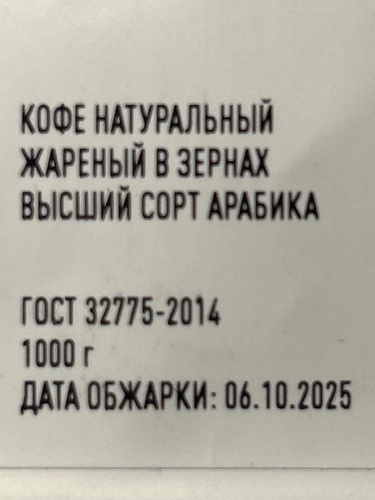 КОФЕ НАТУРАЛЬНЫЙ
ЖАРЕНЫЙ В ЗЕРНАХ
ВЫСШИЙ СОРТ АРАБИКА
ГОСТ 32775-2014
1000 г
ДАТА ОБЖАРКИ: 06.10.2025